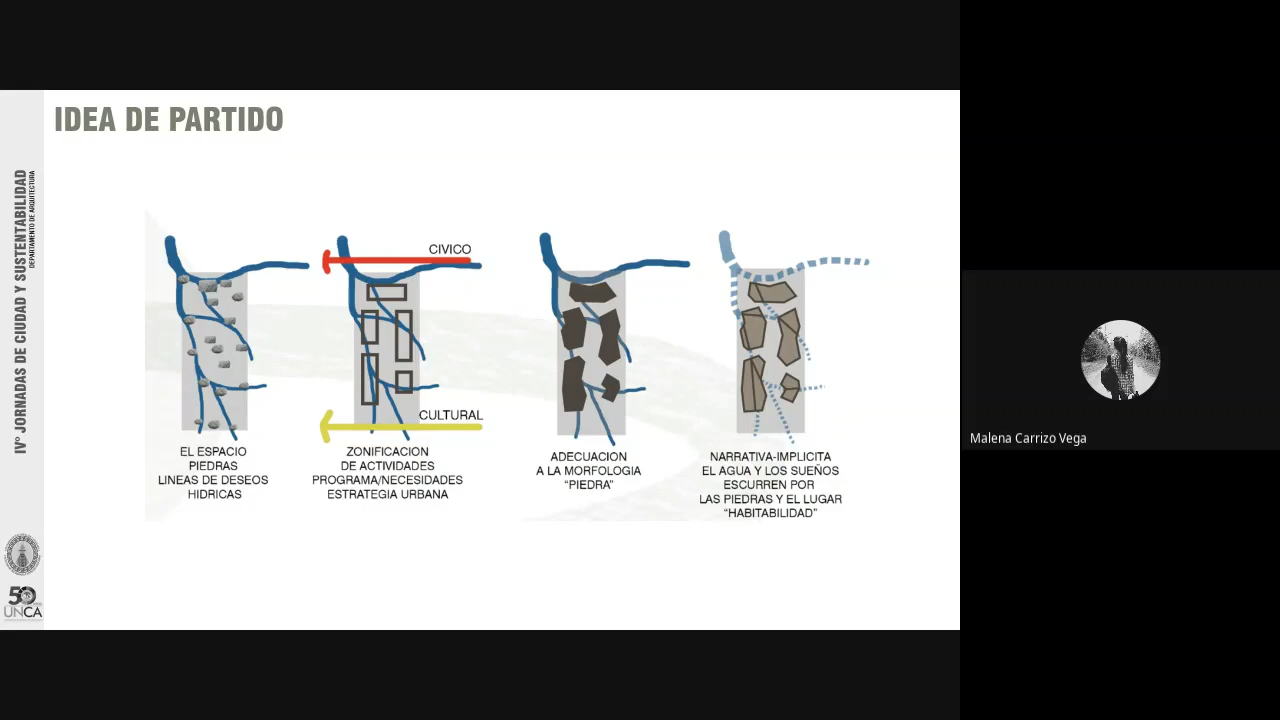 IDEA DE PARTIDO
IVº JORNADAS DE CIUDAD Y SUSTENTABILIDAD
DEPARTAMENTO DE ARQUITECTURA
CIVICO
CULTURAL
EL ESPACIO
PIEDRAS
LINEAS DE DESEOS
HIDRICAS
ZONIFICACION
DE ACTIVIDADES
PROGRAMA/NECESIDADES
ESTRATEGIA URBANA
ADECUACION
A LA MORFOLOGIA
“PIEDRA”
NARRATIVA-IMPLICITA
EL AGUA Y LOS SUEÑOS
ESCURREN POR
LAS PIEDRAS Y EL LUGAR
“HABITABILIDAD”
50
UNCA
Malena Carrizo Vega